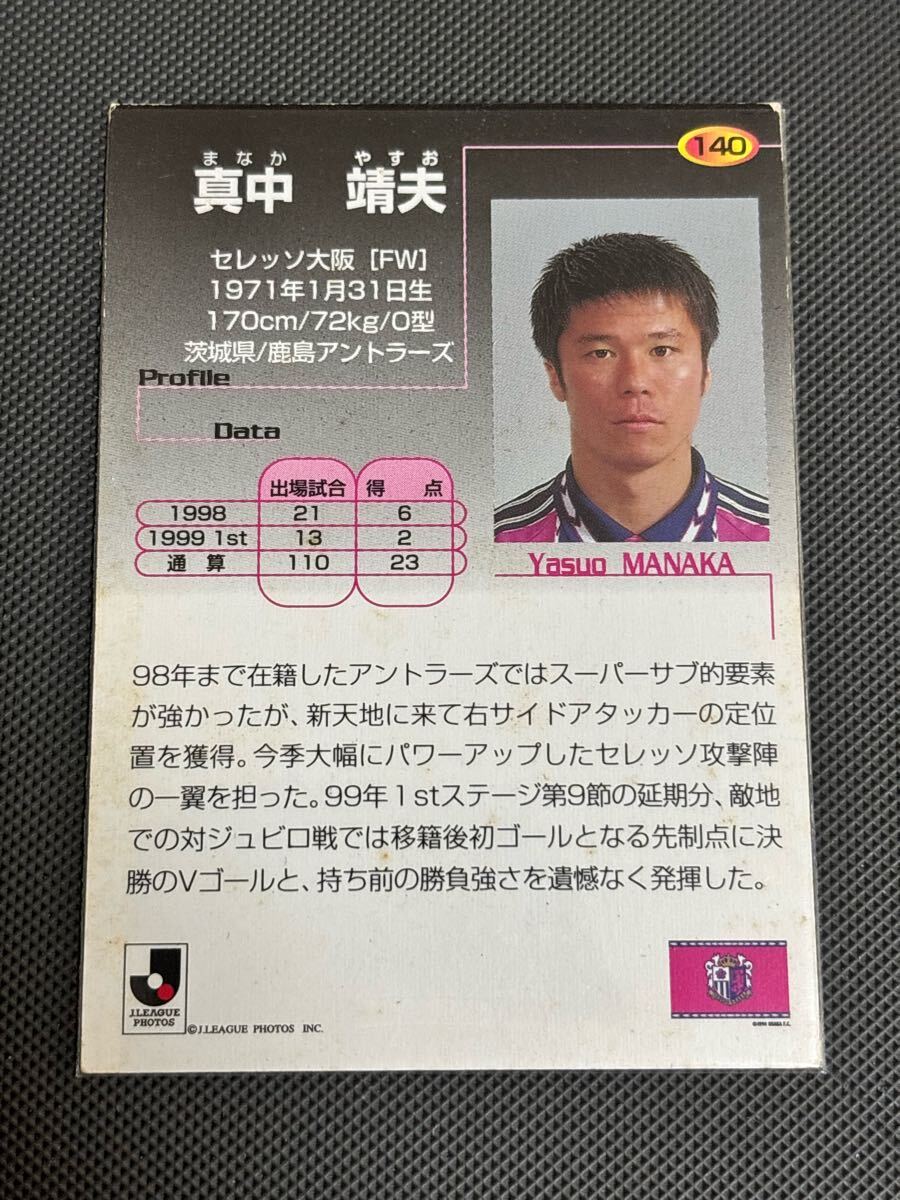 140
まなか やすお
真中 靖夫
セレッソ大阪［FW］
1971年1月31日生
170cm/72kg/O型
茨城県/鹿島アントラーズ
Profile
Data
出場試合 得点
1998 21 6
1999 1st 13 2
通算 110 23
Yasuo MANAKA
98年まで在籍したアントラーズではスーパーサブ的要素
が強かったが、新天地に来て右サイドアタッカーの定位
置を獲得。今季大幅にパワーアップしたセレッソ攻撃陣
の一翼を担った。99年1stステージ第9節の延期分、敵地
での対ジュビロ戦では移籍後初ゴールとなる先制点に決
勝のVゴールと、持ち前の勝負強さを遺憾なく発揮した。
J.LEAGUE
PHOTOS
©J.LEAGUE PHOTOS INC.